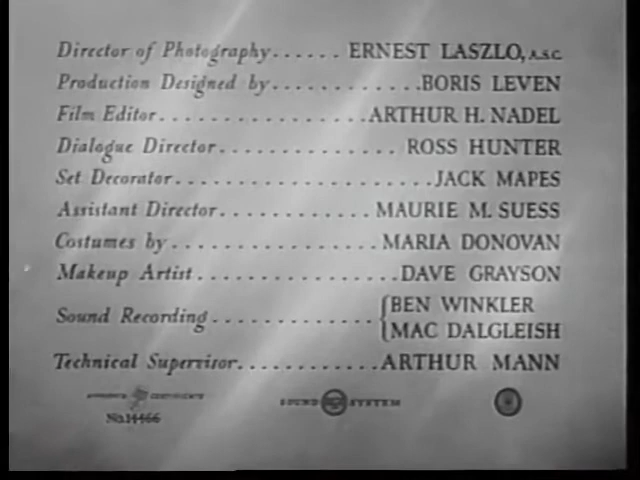 Director of Photography...... ERNEST LASZLO, A.S.C.
Production Designed by............BORIS LEVEN
Film Editor.................ARTHUR H. NADEL
Dialogue Director............... ROSS HUNTER
Set Decorator.....................JACK MAPES
Assistant Director............ MAURIE M. SUESS
Costumes by................ MARIA DONOVAN
Makeup Artist................DAVE GRAYSON
Sound Recording............. {BEN WINKLER
MAC DALGLEISH
Technical Supervisor............ARTHUR MANN
CERTIFICATE
SOUND RCA SYSTEM
No.14466